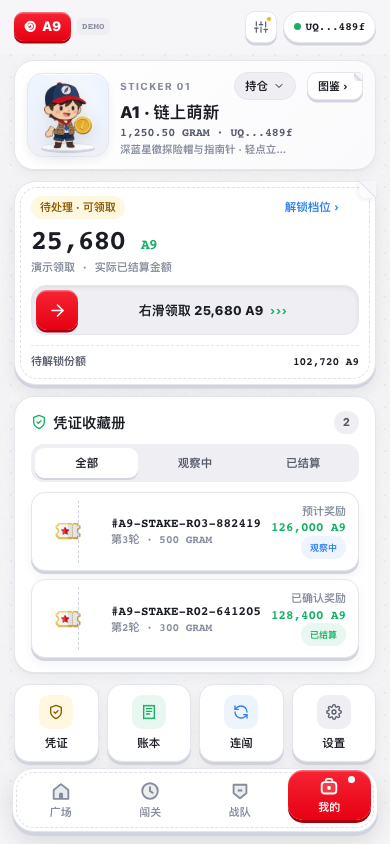 A9 DEMO UQ...489f
STICKER 01 持仓 图鉴 ›
A1 · 链上萌新
1,250.50 GRAM · UQ...489f
深蓝星徽探险帽与指南针 · 轻点立...
待处理 · 可领取 解锁档位 ›
25,680 A9
演示领取 · 实际已结算金额
右滑领取 25,680 A9 ›››
待解锁份额 102,720 A9
凭证收藏册 2
全部 观察中 已结算
预计奖励
#A9-STAKE-R03-882419 126,000 A9
第3轮 · 500 GRAM 观察中
已确认奖励
#A9-STAKE-R02-641205 128,400 A9
第2轮 · 300 GRAM 已结算
凭证 账本 连闯 设置
广场 闯关 战队 我的